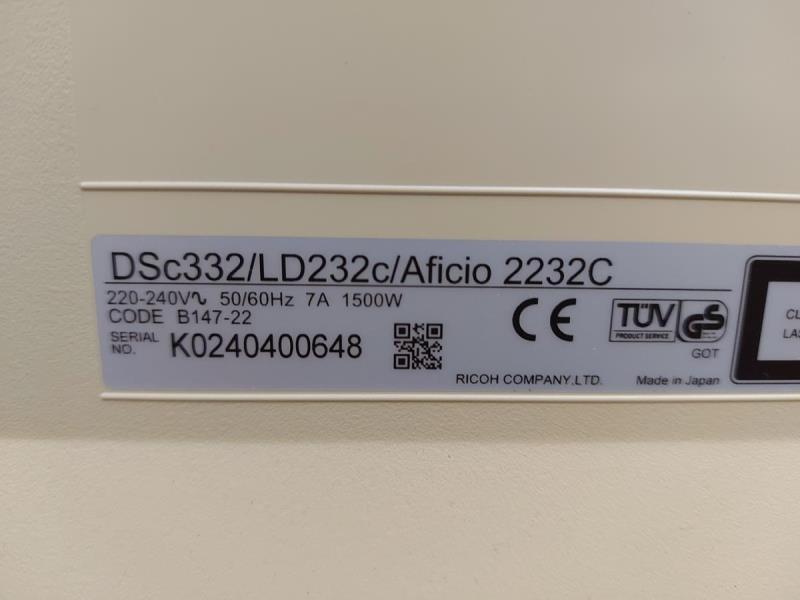 DSc332/LD232c/Aficio 2232C
220-240V∿ 50/60Hz 7A 1500W
CODE B147-22
SERIAL NO. K0240400648
CE
TÜV
PRODUCT SERVICE
GS
GOT
RICOH COMPANY,LTD. Made in Japan